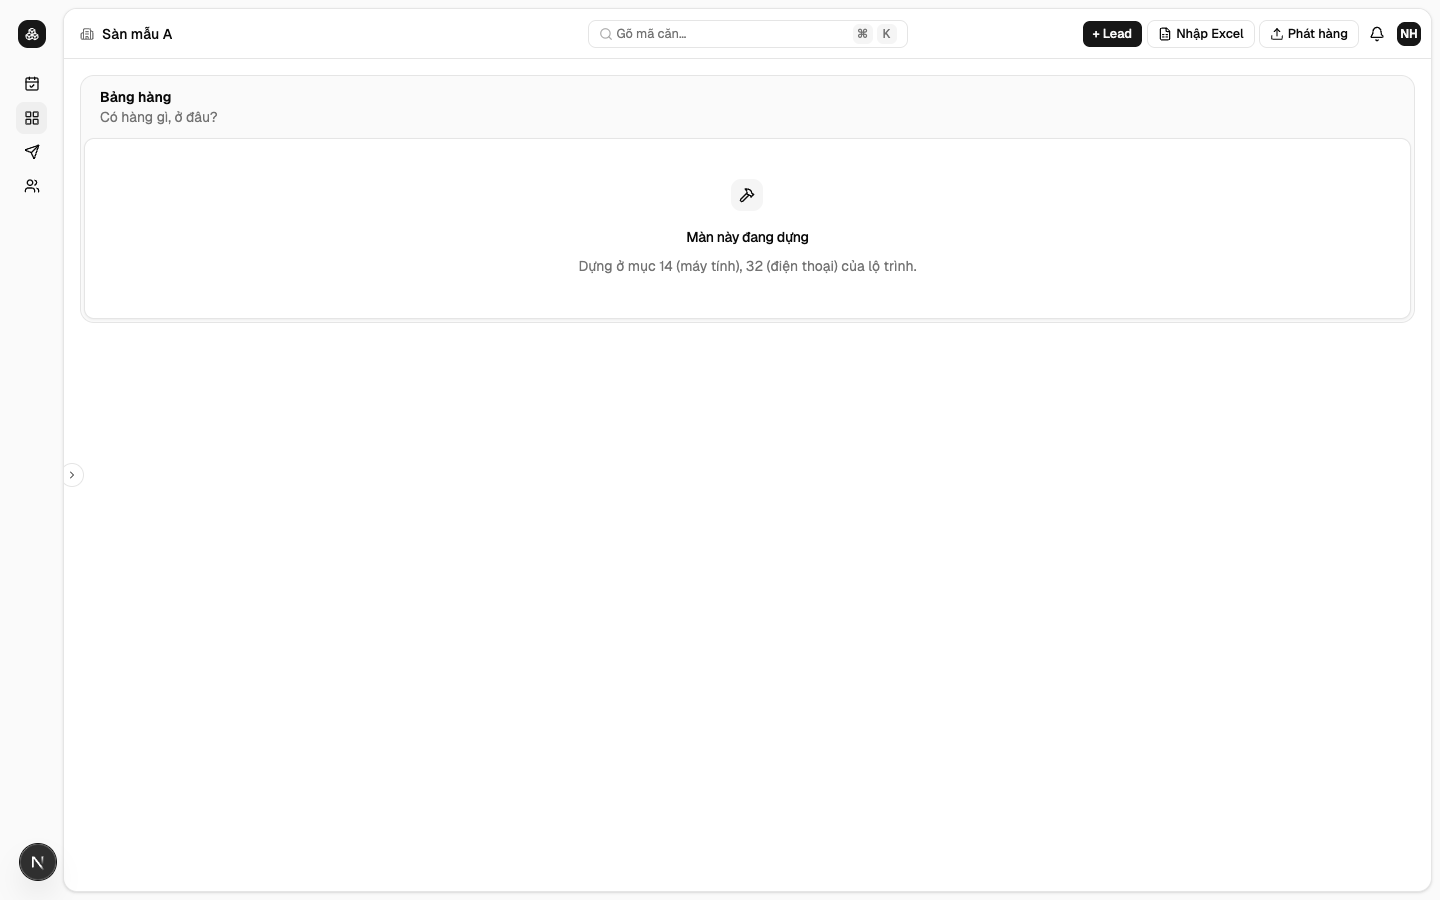 Sàn mẫu A
Gõ mã căn...
⌘ K
+ Lead
Nhập Excel
Phát hàng
NH
Bảng hàng
Có hàng gì, ở đâu?
Màn này đang dựng
Dựng ở mục 14 (máy tính), 32 (điện thoại) của lộ trình.
N